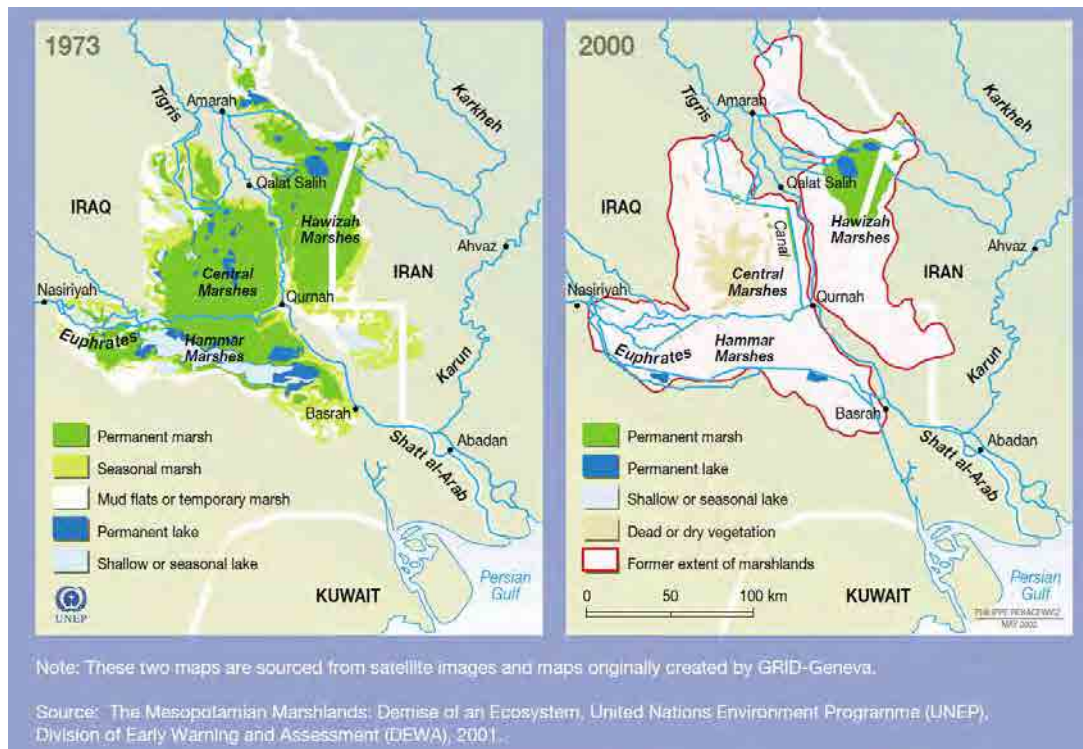 1973
Tigris
Amarah
Karkheh
Qalat Salih
IRAQ
Hawizah
Marshes
Ahvaz
IRAN
Central
Marshes
Nasiriyah
Qurnah
Euphrates
Hammar
Marshes
Karun
Basrah
Abadan
Shatt al-Arab
Permanent marsh
Seasonal marsh
Mud flats or temporary marsh
Permanent lake
Shallow or seasonal lake
Persian
Gulf
KUWAIT
UNEP
2000
Tigris
Amarah
Karkheh
Qalat Salih
IRAQ
Hawizah
Marshes
Canal
Ahvaz
IRAN
Central
Marshes
Nasiriyah
Qurnah
Euphrates
Hammar
Marshes
Karun
Basrah
Abadan
Shatt al-Arab
Permanent marsh
Permanent lake
Shallow or seasonal lake
Dead or dry vegetation
Former extent of marshlands
0 50 100 km
Persian
Gulf
KUWAIT
PHILIPPE REKACEWICZ
MAY 2002
Note: These two maps are sourced from satellite images and maps originally created by GRID-Geneva.
Source: The Mesopotamian Marshlands: Demise of an Ecosystem, United Nations Environment Programme (UNEP),
Division of Early Warning and Assessment (DEWA), 2001.